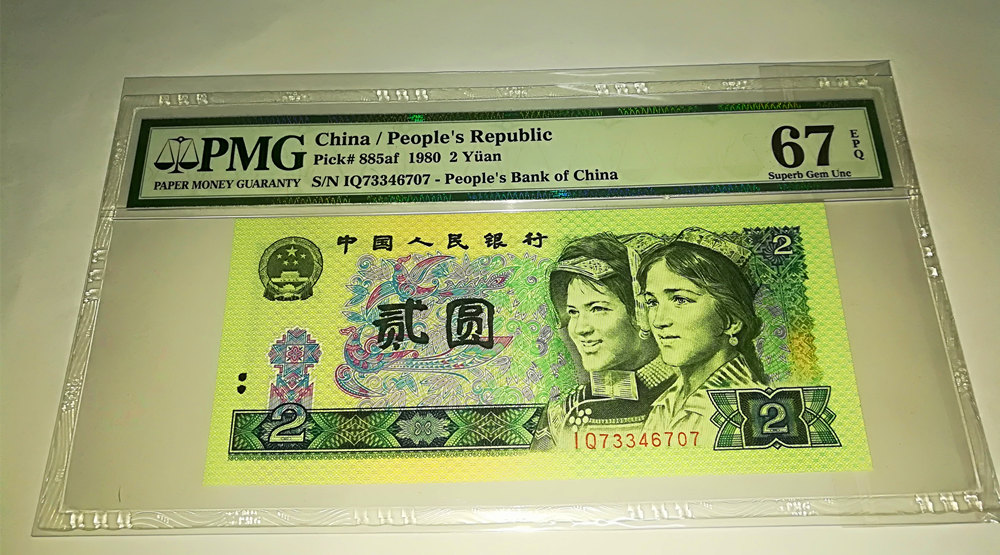 PMG
PAPER MONEY GUARANTY
China / People's Republic
Pick# 885af 1980 2 Yüan
S/N IQ73346707 - People's Bank of China
67
EPQ
Superb Gem Unc
中国人民银行
2
贰圆
2
IQ73346707
2
PMG